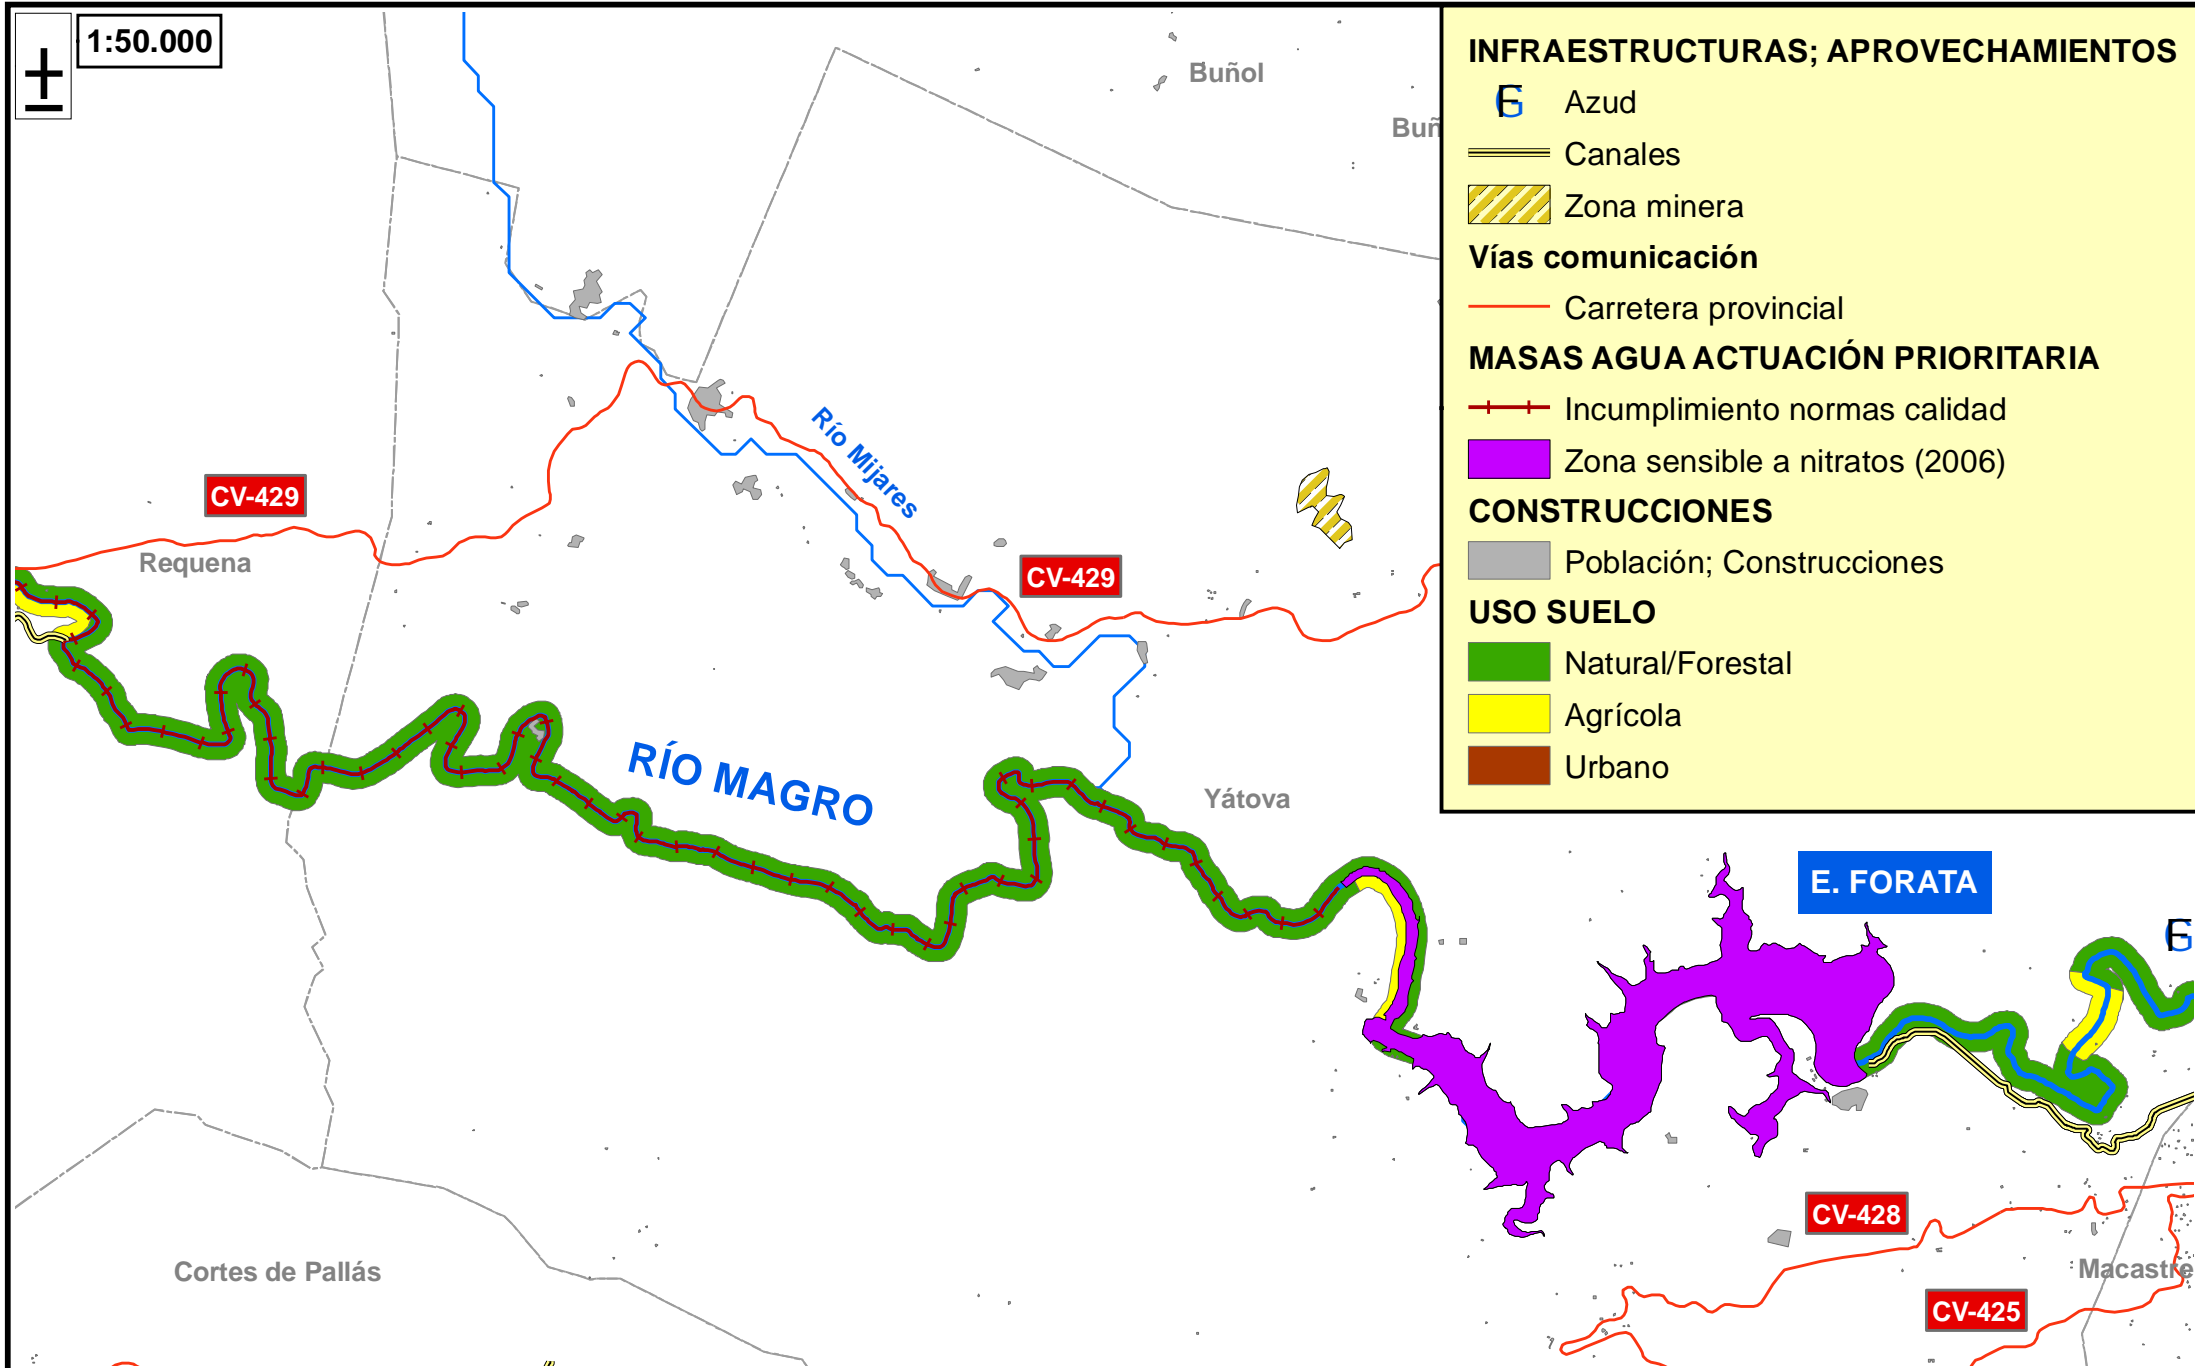 1:50.000
Buñol
Buñ
INFRAESTRUCTURAS; APROVECHAMIENTOS
Azud
Canales
Zona minera
Vías comunicación
Carretera provincial
MASAS AGUA ACTUACIÓN PRIORITARIA
Incumplimiento normas calidad
Zona sensible a nitratos (2006)
CONSTRUCCIONES
Población; Construcciones
USO SUELO
Natural/Forestal
Agrícola
Urbano
Río Mijares
CV-429
Requena
CV-429
RÍO MAGRO
Yátova
E. FORATA
CV-428
Cortes de Pallás
Macastre
CV-425